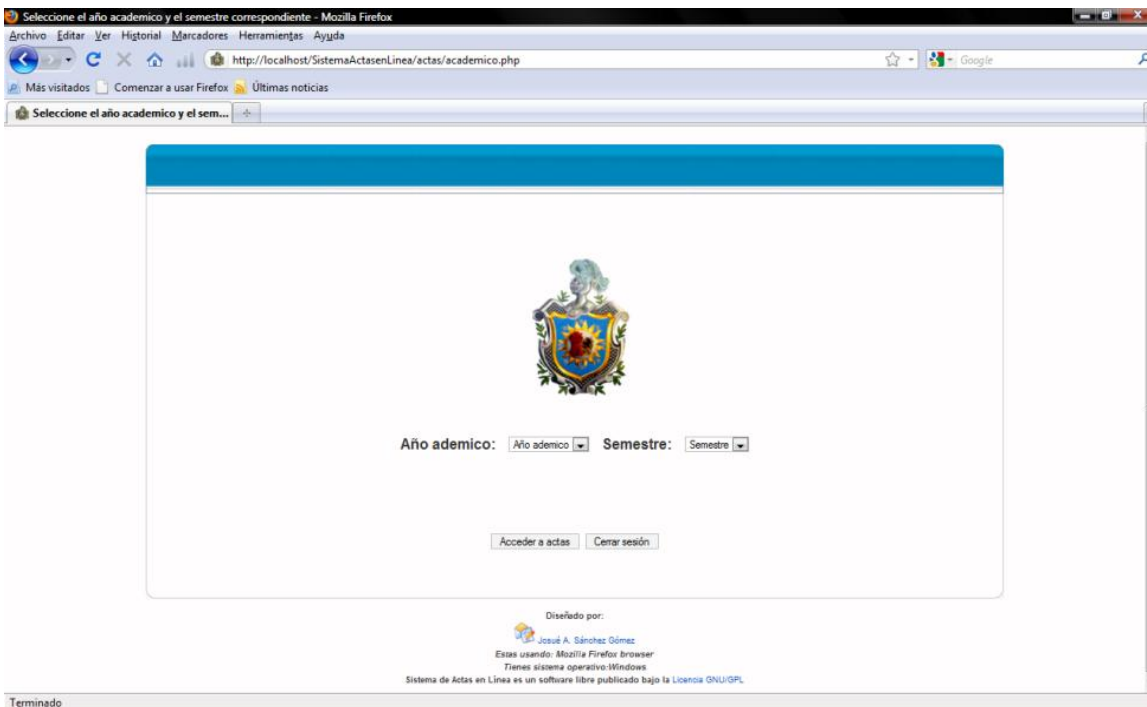 Seleccione el año academico y el semestre correspondiente - Mozilla Firefox
Archivo Editar Ver Historial Marcadores Herramientas Ayuda
http://localhost/SistemaActasenLinea/actas/academico.php
Google
Más visitados Comenzar a usar Firefox Últimas noticias
Seleccione el año academico y el sem...
Año ademico: Año ademico Semestre: Semestre
Acceder a actas Cerrar sesión
Diseñado por:
Josué A. Sánchez Gómez
Estas usando: Mozilla Firefox browser
Tienes sistema operativo:Windows
Sistema de Actas en Línea es un software libre publicado bajo la Licencia GNU/GPL
Terminado